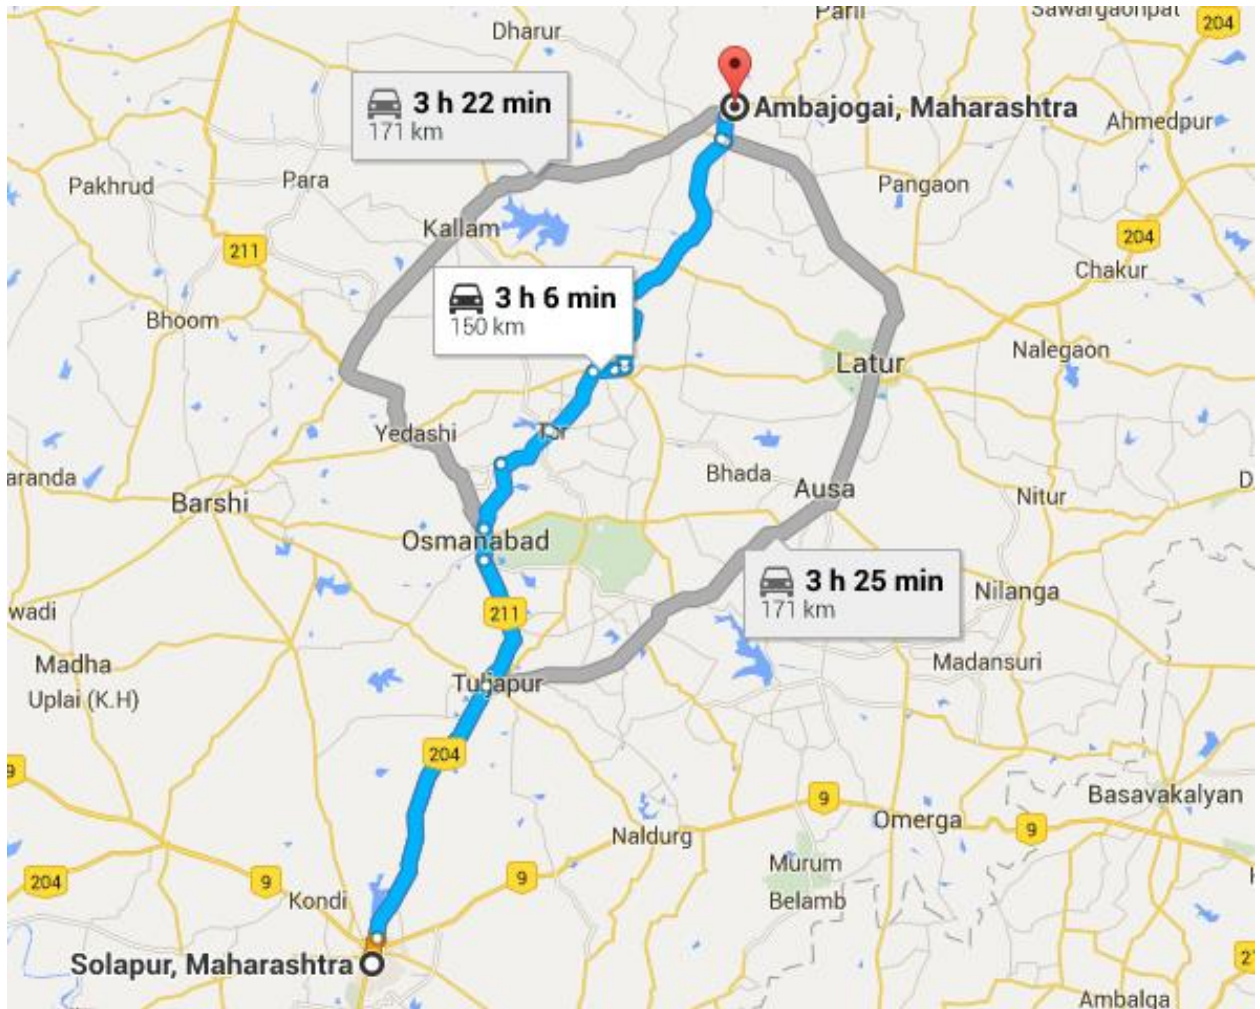 Parli
Sawargaonpat
204
Dharur
3 h 22 min
171 km
Ambajogai, Maharashtra
Ahmedpur
Pakhrud
Para
Pangaon
Kallam
211
204
Chakur
3 h 6 min
150 km
Bhoom
Nalegaon
Latur
Yedashi
Ter
Bhada
aranda
Barshi
Ausa
Nitur
D
Osmanabad
3 h 25 min
171 km
Nilanga
wadi
211
Madha
Uplai (K.H)
Madansuri
Tuljapur
204
9
9
Basavakalyan
Omerga
9
Naldurg
Murum
Belamb
204
9
9
Kondi
H
Solapur, Maharashtra
21
Ambalga